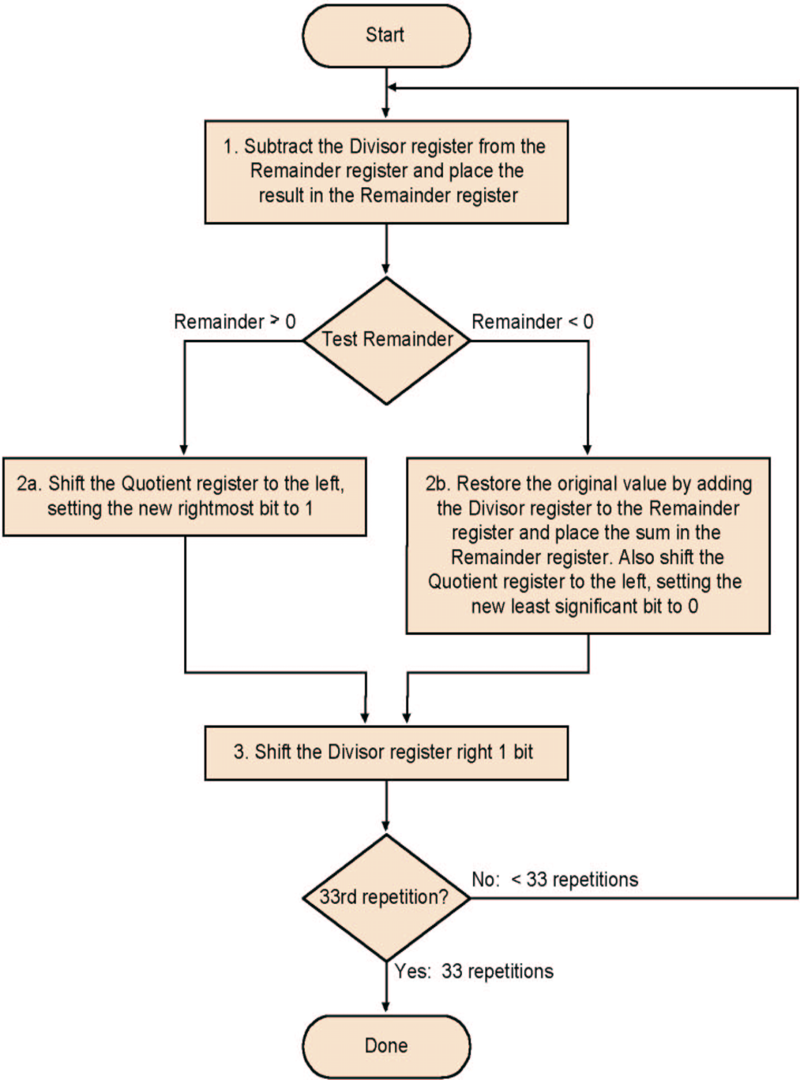 Start
1. Subtract the Divisor register from the
Remainder register and place the
result in the Remainder register
Remainder > 0
Test Remainder
Remainder < 0
2a. Shift the Quotient register to the left,
setting the new rightmost bit to 1
2b. Restore the original value by adding
the Divisor register to the Remainder
register and place the sum in the
Remainder register. Also shift the
Quotient register to the left, setting the
new least significant bit to 0
3. Shift the Divisor register right 1 bit
33rd repetition?
No: < 33 repetitions
Yes: 33 repetitions
Done